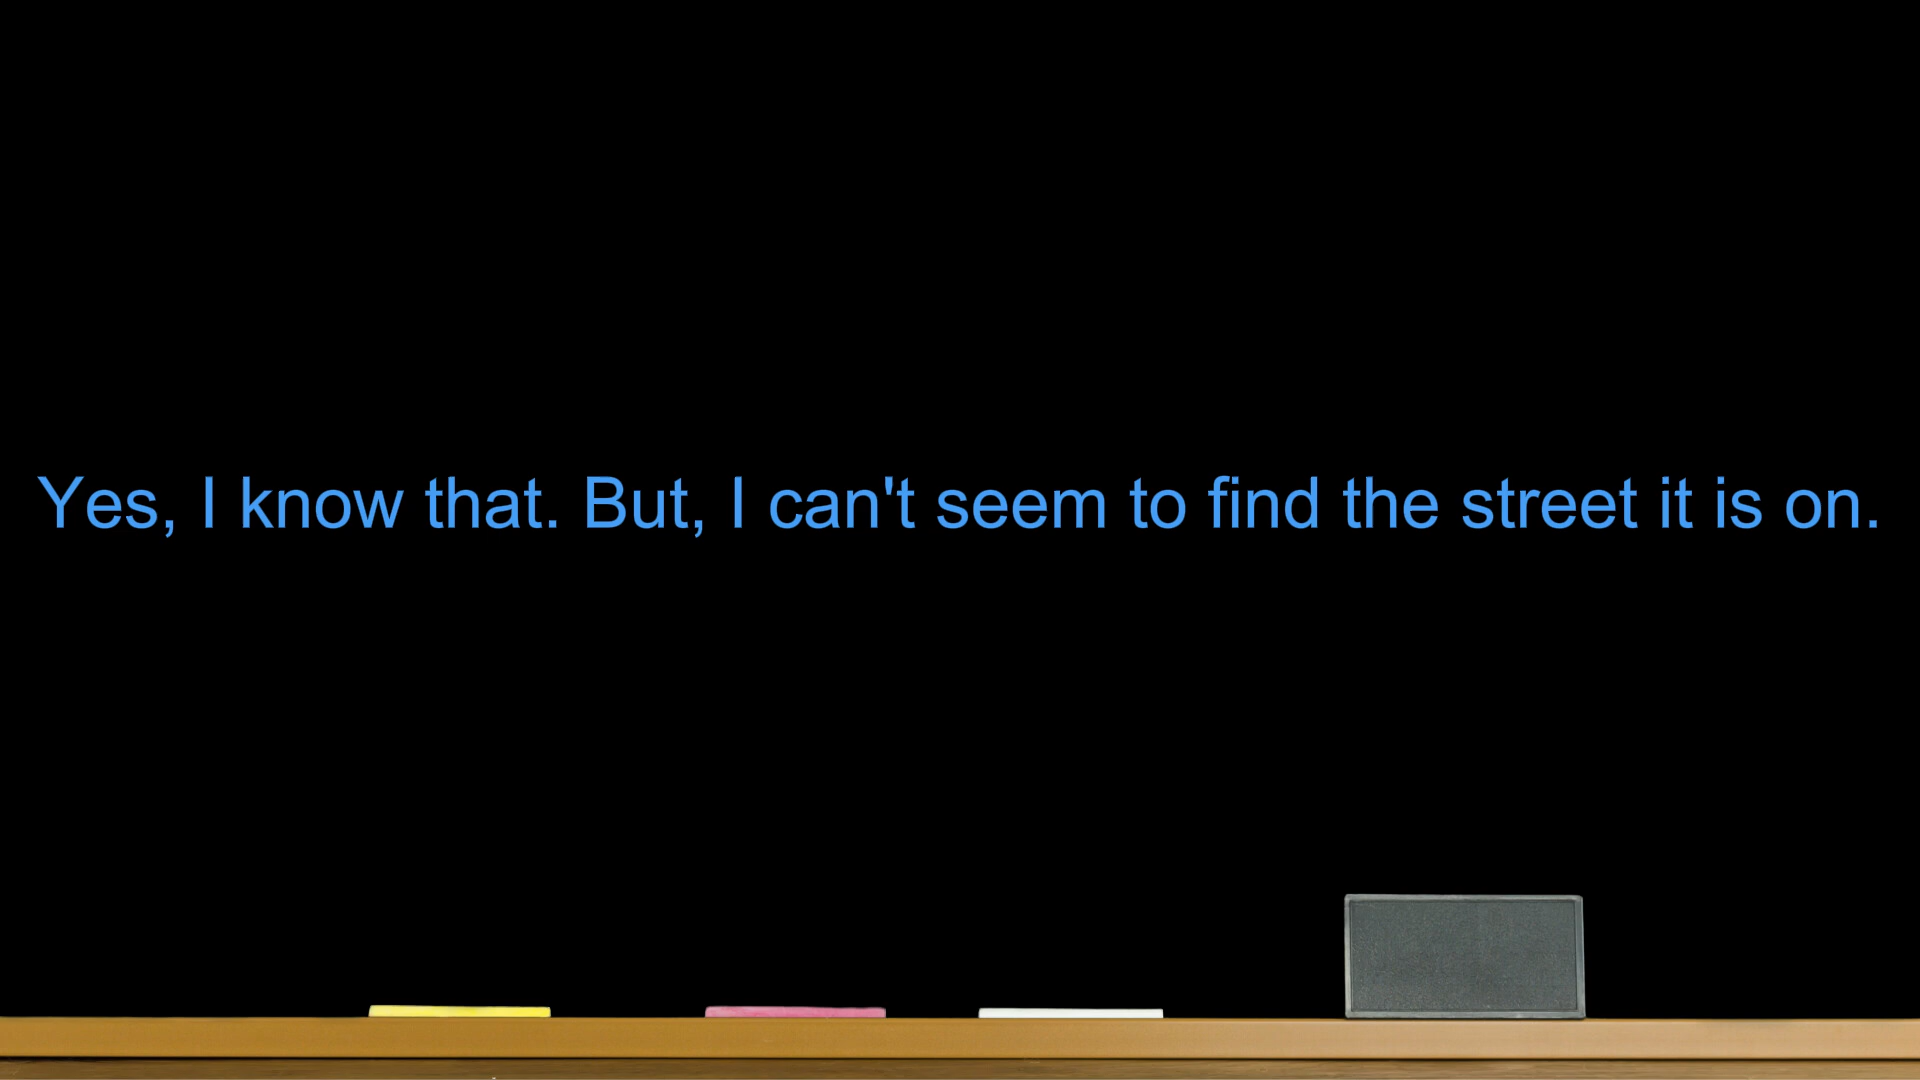 Yes, I know that. But, I can't seem to find the street it is on.